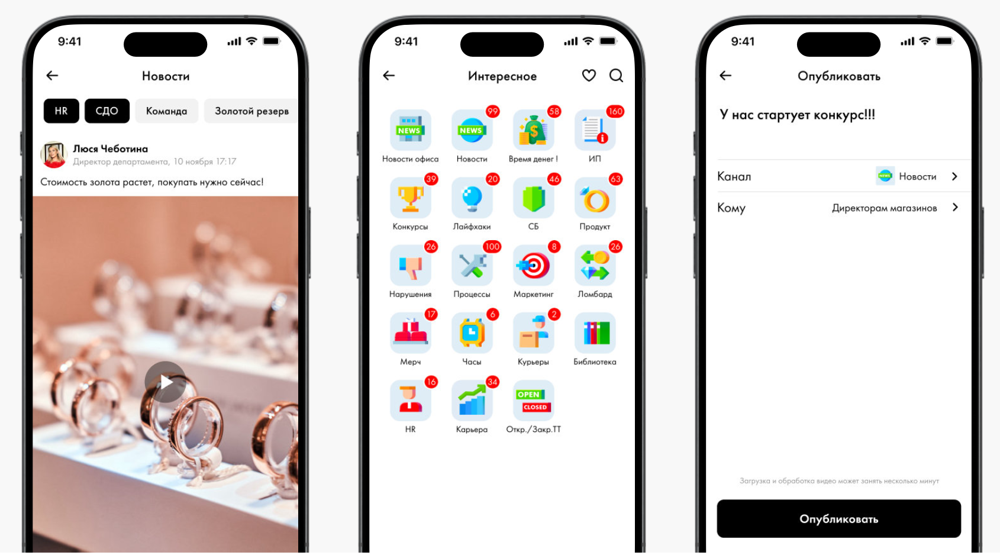 9:41
Новости
HR СДО Команда Золотой резерв
Люся Чеботина
Директор департамента, 10 ноября 17:17
Стоимость золота растет, покупать нужно сейчас!
9:41
Интересное
99 58 160
NEWS NEWS
Новости офиса Новости Время денег ! ИП
39 20 46 63
Конкурсы Лайфхаки СБ Продукт
26 100 8 26
Нарушения Процессы Маркетинг Ломбард
17 6 2
Мерч Часы Курьеры Библиотека
16 34
OPEN
CLOSED
HR Карьера Откр./Закр.ТТ
9:41
Опубликовать
У нас стартует конкурс!!!
Канал NEWS Новости
Кому Директорам магазинов
Загрузка и обработка видео может занять несколько минут
Опубликовать